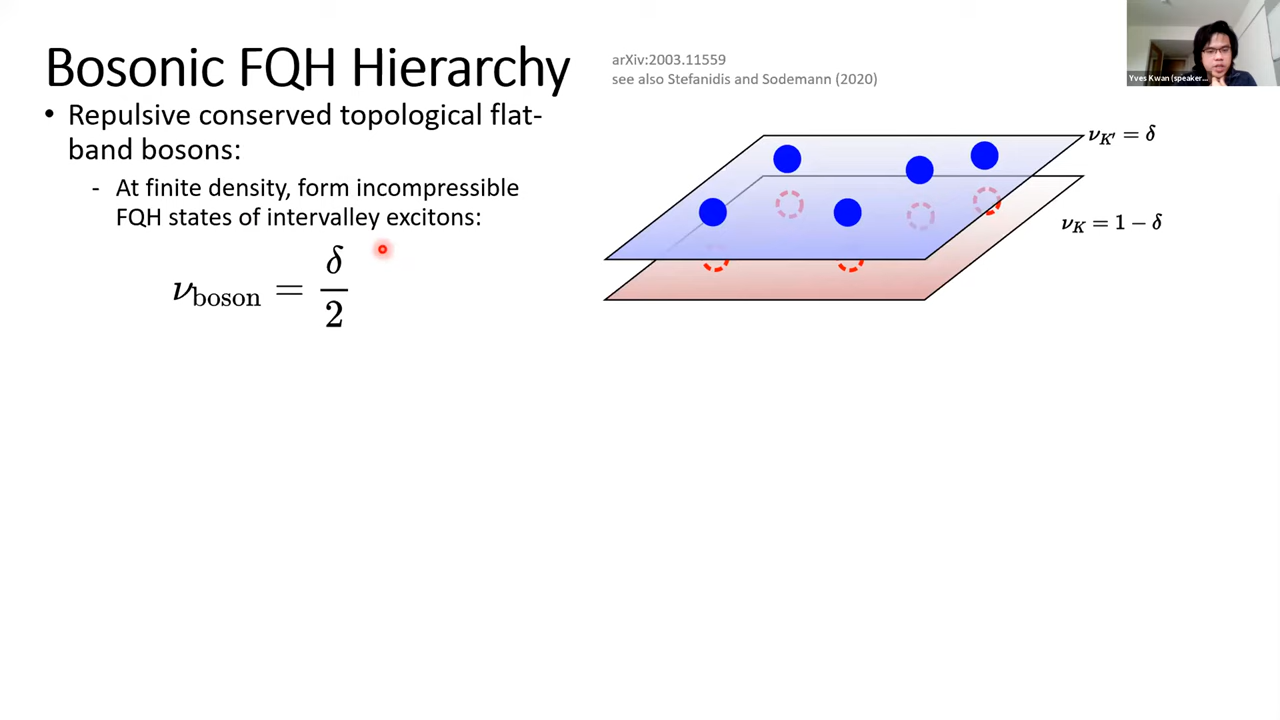 Bosonic FQH Hierarchy
arXiv:2003.11559
see also Stefanidis and Sodemann (2020)
Yves Kwan (speaker...
• Repulsive conserved topological flat-
band bosons:
- At finite density, form incompressible
FQH states of intervalley excitons:
ν_boson = δ/2
ν_K' = δ
ν_K = 1 − δ